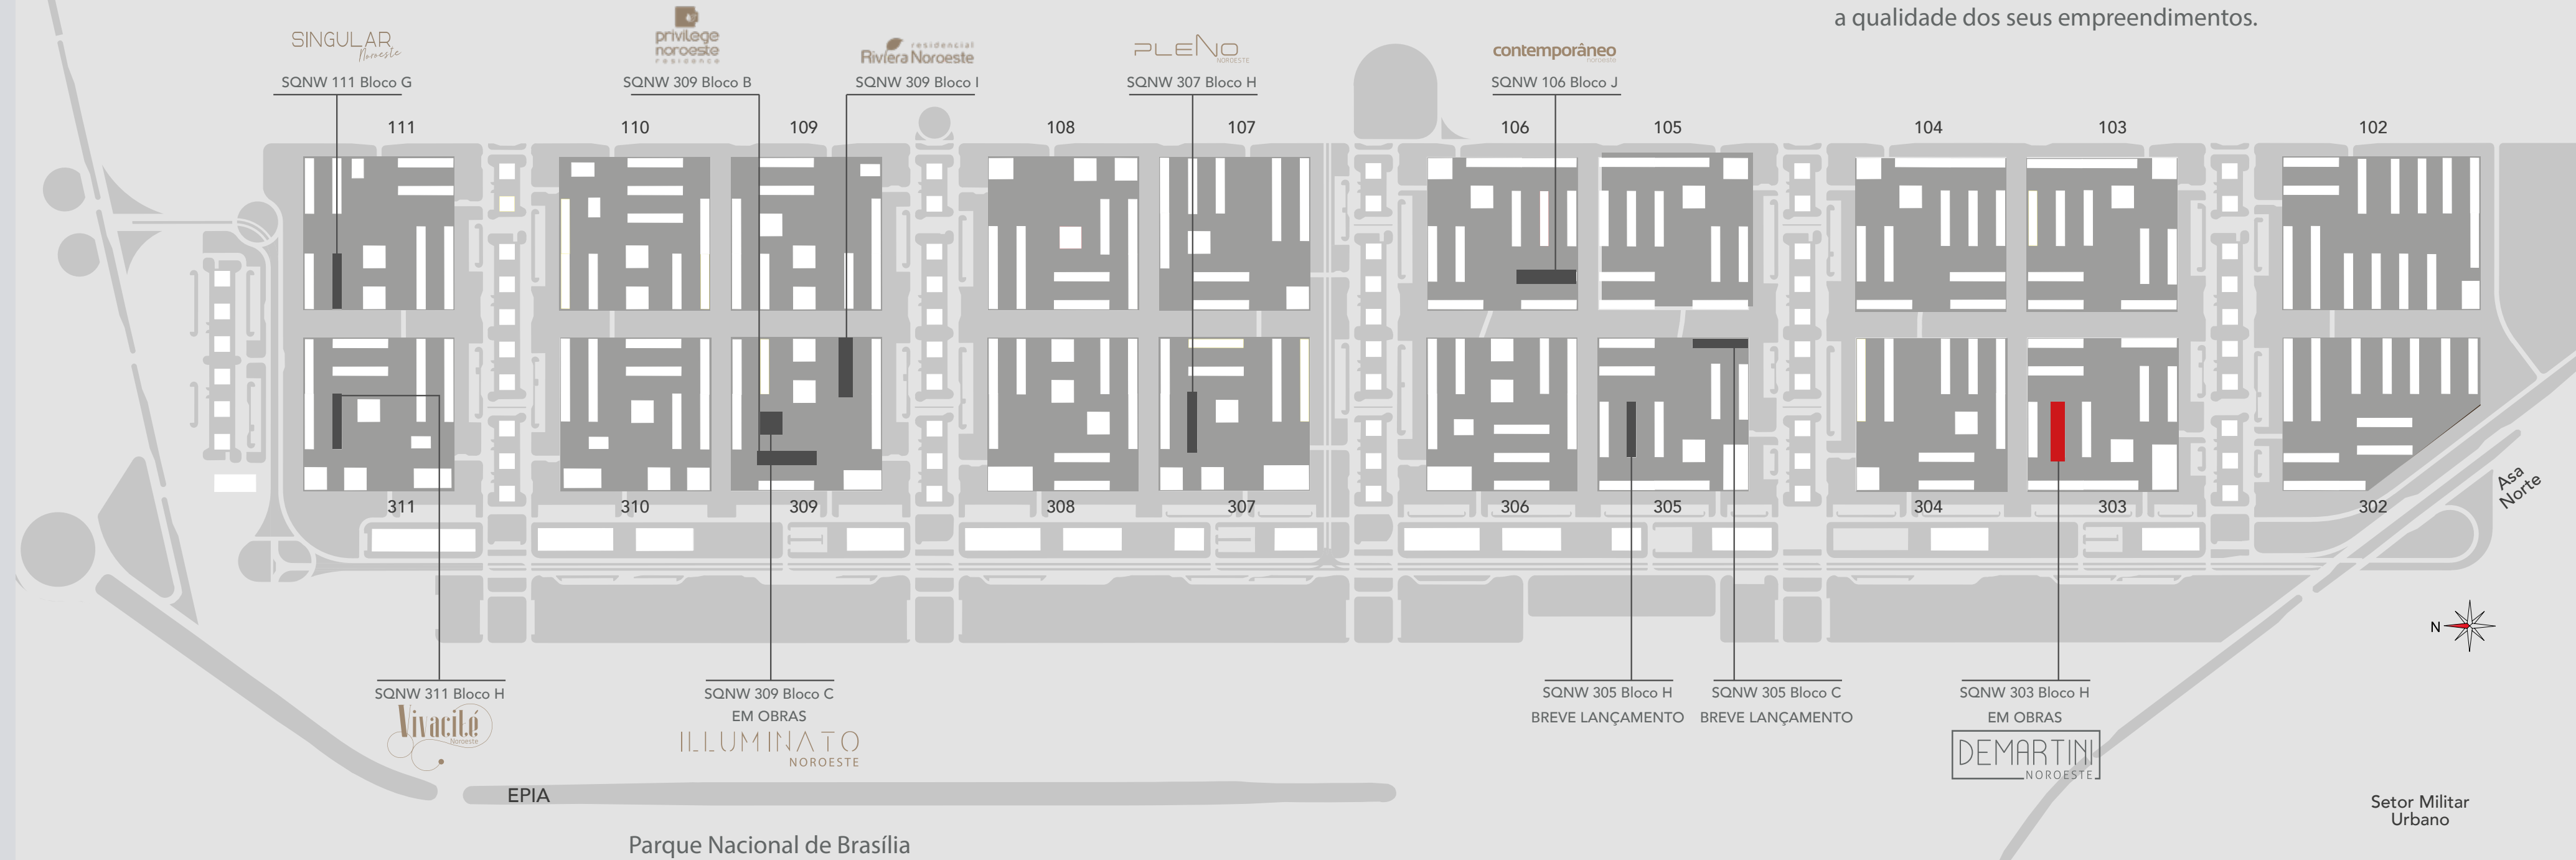 a qualidade dos seus empreendimentos.
SINGULAR
Noroeste
SQNW 111 Bloco G
privilege
noroeste
residence
SQNW 309 Bloco B
residencial
Riviera Noroeste
SQNW 309 Bloco I
PLENO
NOROESTE
SQNW 307 Bloco H
contemporâneo
noroeste
SQNW 106 Bloco J
111
110
109
108
107
106
105
104
103
102
311
310
309
308
307
306
305
304
303
302
Asa
Norte
N
SQNW 311 Bloco H
Vivacité
Noroeste
SQNW 309 Bloco C
EM OBRAS
ILLUMINATO
NOROESTE
SQNW 305 Bloco H
BREVE LANÇAMENTO
SQNW 305 Bloco C
BREVE LANÇAMENTO
SQNW 303 Bloco H
EM OBRAS
DEMARTINI
NOROESTE
EPIA
Setor Militar
Urbano
Parque Nacional de Brasília